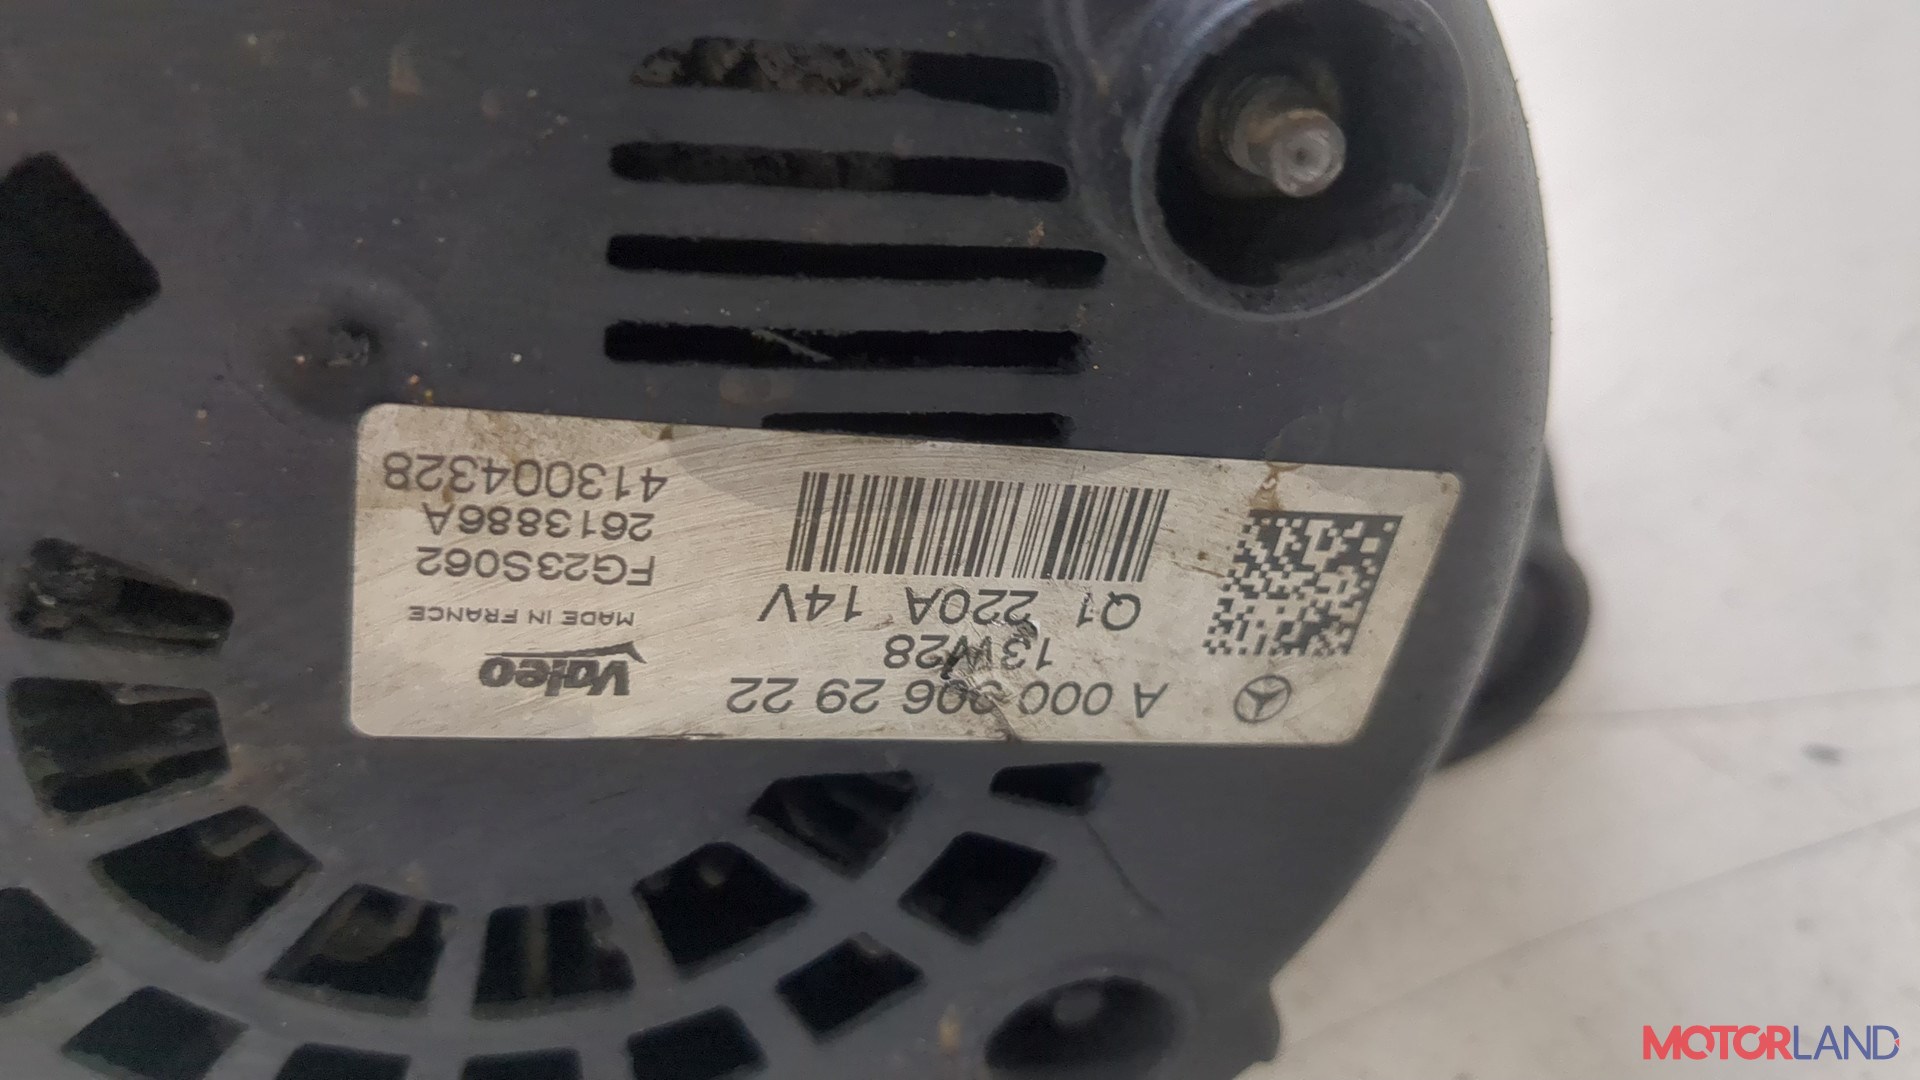 A 000 906 29 22
13W28
Q1 220A 14V
Valeo
MADE IN FRANCE
FG23S062
2613886A
413004328
MOTORLAND